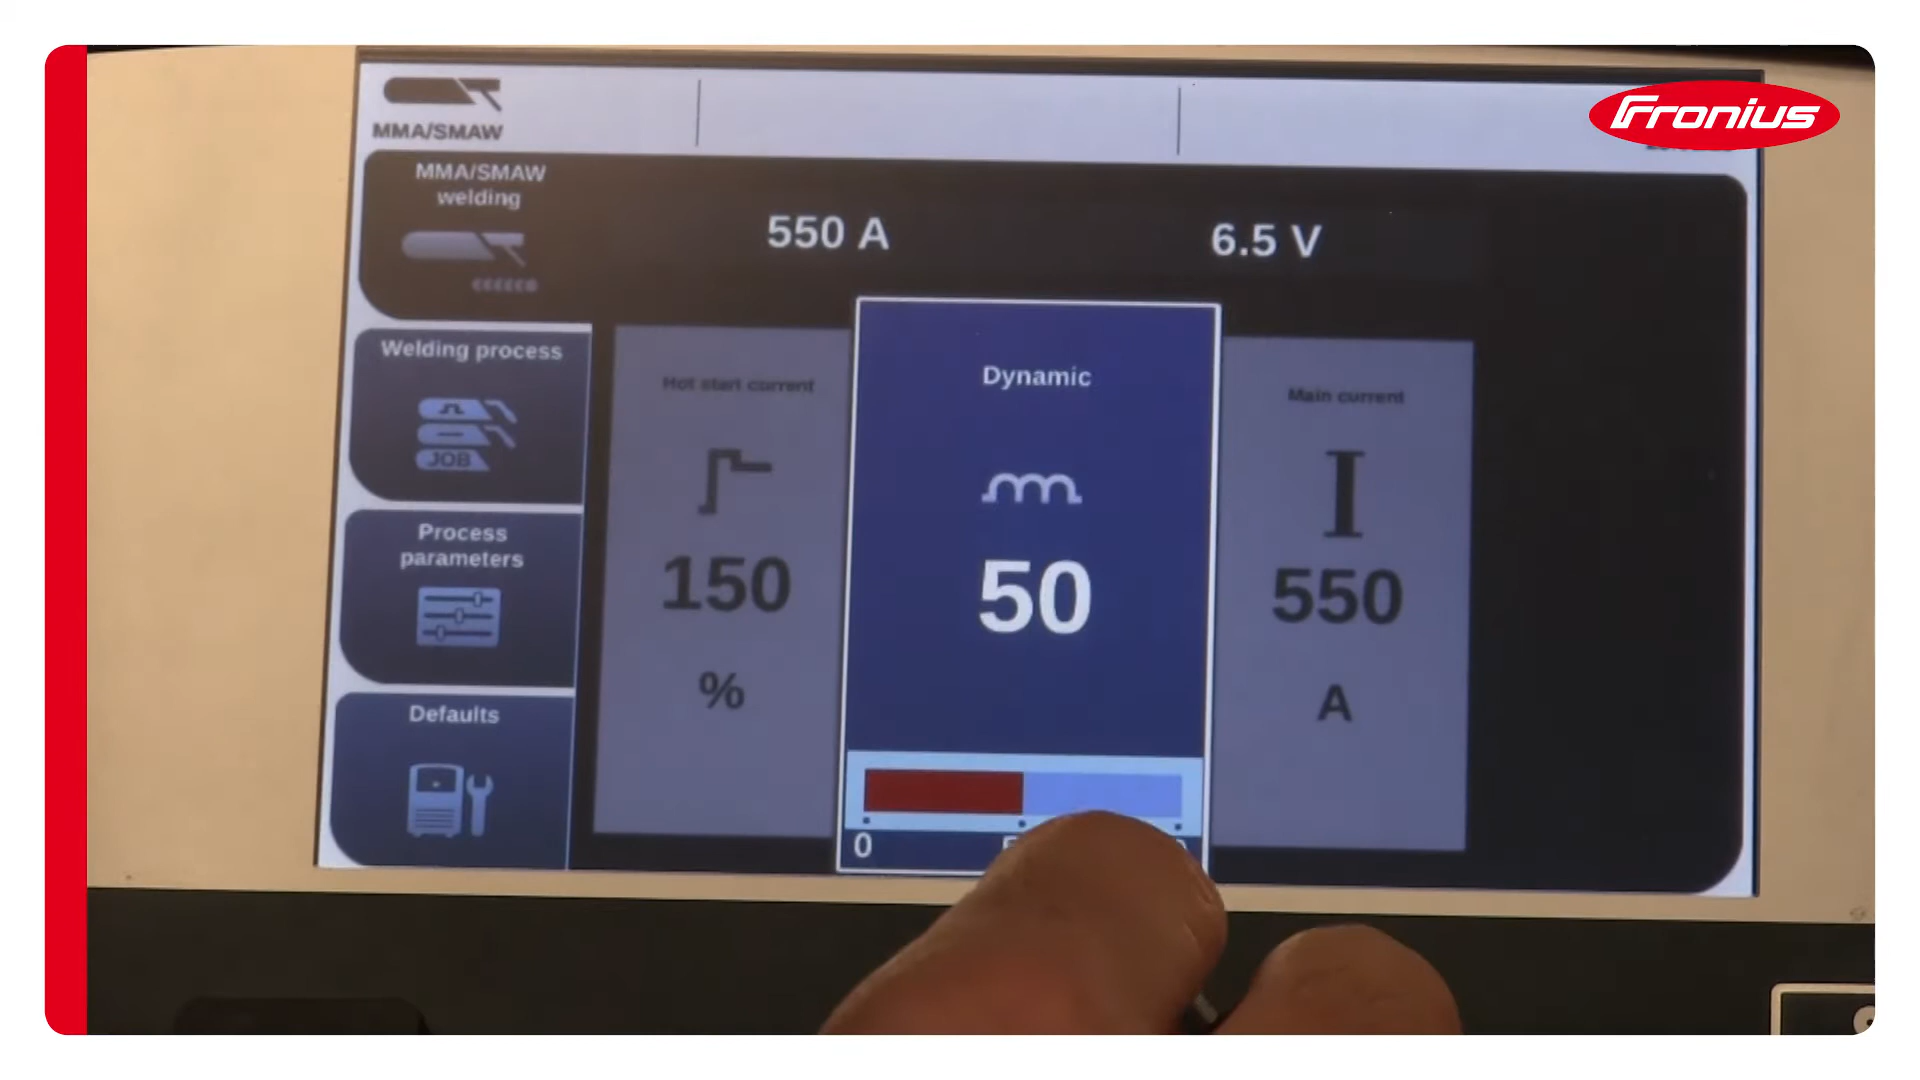 MMA/SMAW
Fronius
MMA/SMAW
welding
550 A
6.5 V
Welding process
JOB
Process
parameters
Defaults
Hot start current
150
%
Dynamic
50
0
Main current
I
550
A